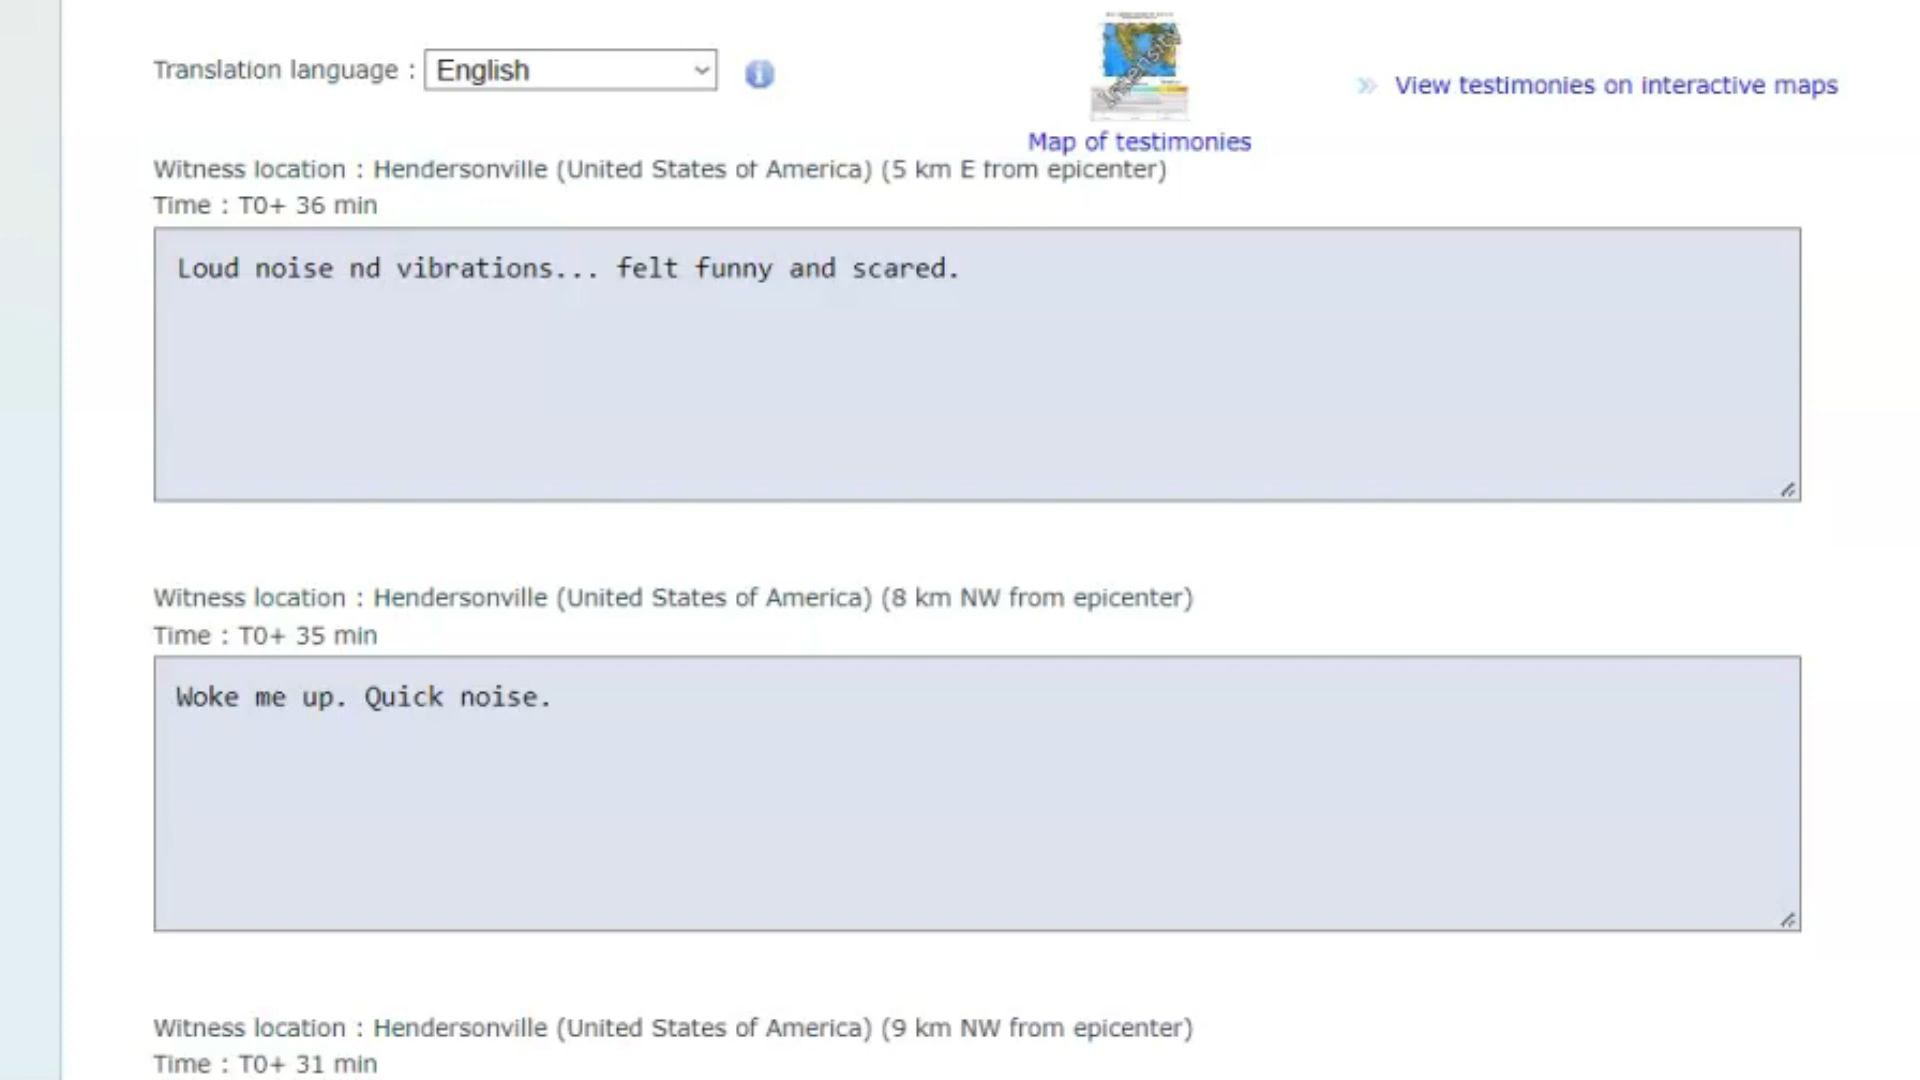 Translation language : English
Intensity
View testimonies on interactive maps
Map of testimonies
Witness location : Hendersonville (United States of America) (5 km E from epicenter)
Time : T0+ 36 min
Loud noise nd vibrations... felt funny and scared.
Witness location : Hendersonville (United States of America) (8 km NW from epicenter)
Time : T0+ 35 min
Woke me up. Quick noise.
Witness location : Hendersonville (United States of America) (9 km NW from epicenter)
Time : T0+ 31 min